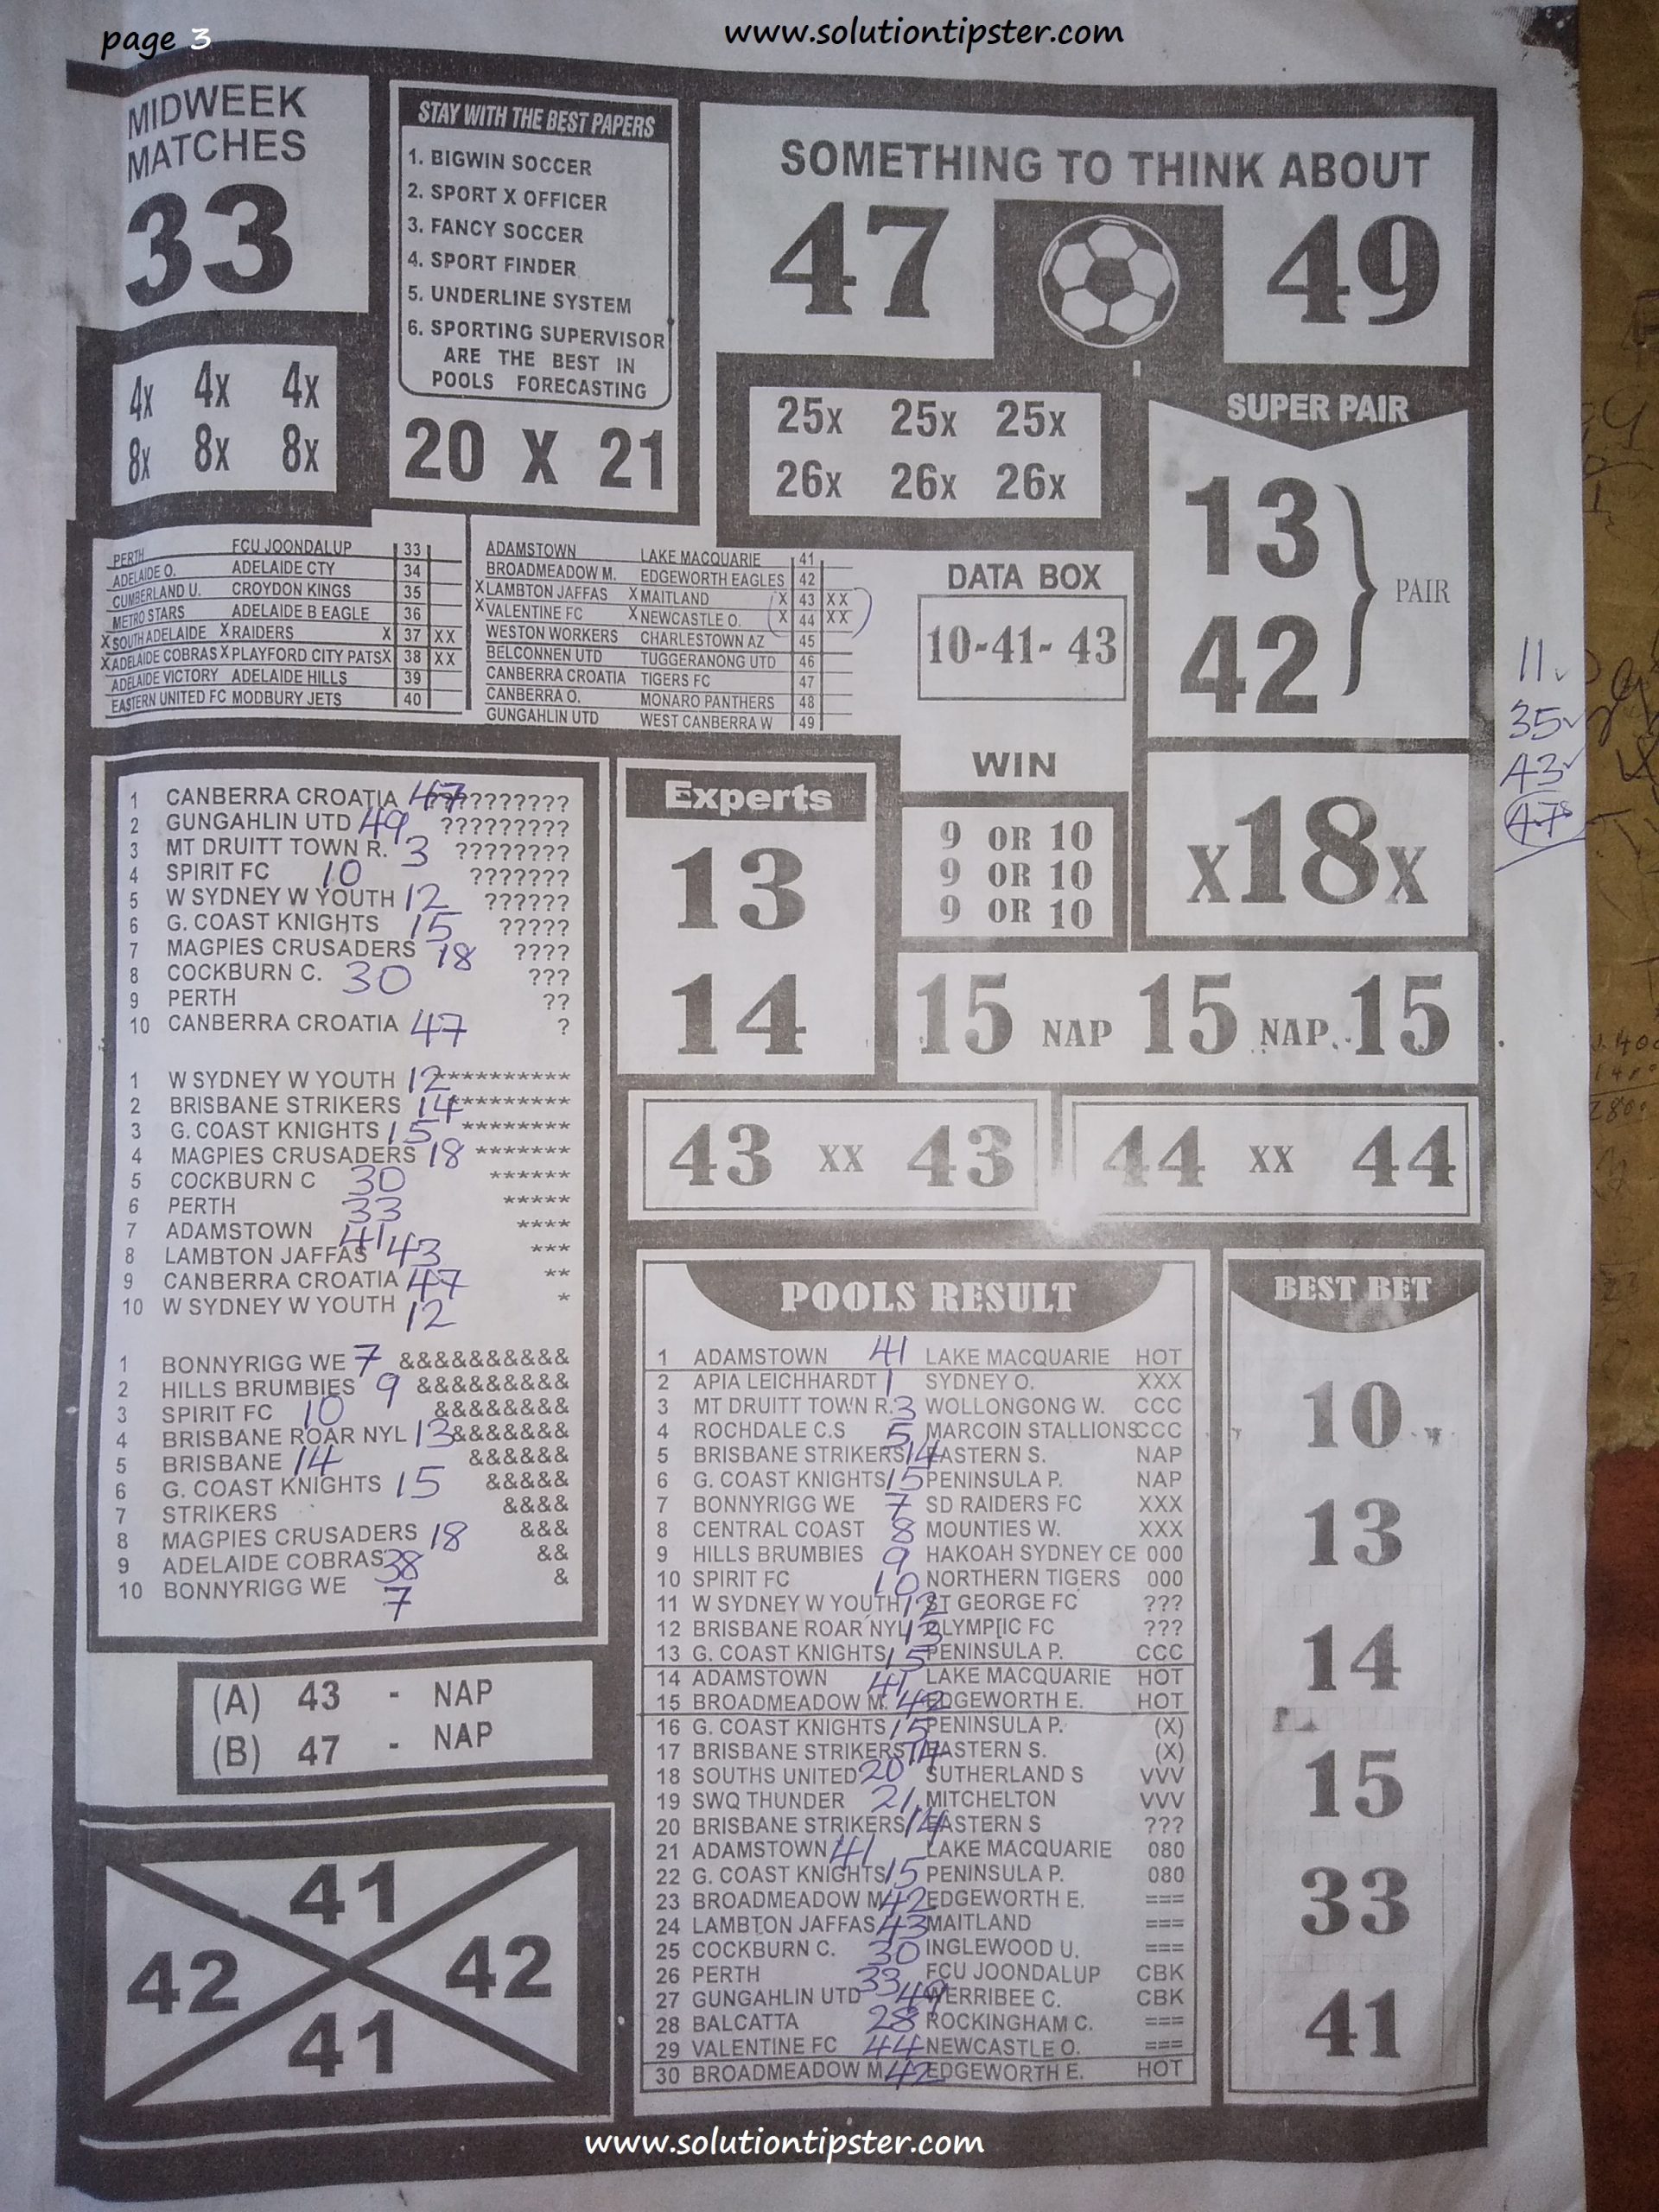 page 3
www.solutiontipster.com
MIDWEEK
MATCHES
33
4x 4x 4x
8x 8x 8x
STAY WITH THE BEST PAPERS
1. BIGWIN SOCCER
2. SPORT X OFFICER
3. FANCY SOCCER
4. SPORT FINDER
5. UNDERLINE SYSTEM
6. SPORTING SUPERVISOR
ARE THE BEST IN
POOLS FORECASTING
20 X 21
SOMETHING TO THINK ABOUT
47 49
25x 25x 25x
26x 26x 26x
SUPER PAIR
13
42
PAIR
PERTH FCU JOONDALUP 33
ADELAIDE O. ADELAIDE CTY 34
CUMBERLAND U. CROYDON KINGS 35
METRO STARS ADELAIDE B EAGLE 36
X SOUTH ADELAIDE X RAIDERS X 37 XX
X ADELAIDE COBRAS X PLAYFORD CITY PATS X 38 XX
ADELAIDE VICTORY ADELAIDE HILLS 39
EASTERN UNITED FC MODBURY JETS 40
ADAMSTOWN LAKE MACQUARIE 41
BROADMEADOW M. EDGEWORTH EAGLES 42
X LAMBTON JAFFAS X MAITLAND X 43 XX
X VALENTINE FC X NEWCASTLE O. X 44 XX
WESTON WORKERS CHARLESTOWN AZ 45
BELCONNEN UTD TUGGERANONG UTD 46
CANBERRA CROATIA TIGERS FC 47
CANBERRA O. MONARO PANTHERS 48
GUNGAHLIN UTD WEST CANBERRA W 49
DATA BOX
10-41- 43
11
35
43
47
1 CANBERRA CROATIA 47 ??????????
2 GUNGAHLIN UTD 49 ?????????
3 MT DRUITT TOWN R. 3 ????????
4 SPIRIT FC 10 ???????
5 W SYDNEY W YOUTH 12 ??????
6 G. COAST KNIGHTS 15 ?????
7 MAGPIES CRUSADERS 18 ????
8 COCKBURN C. 30 ???
9 PERTH ??
10 CANBERRA CROATIA 47 ?
1 W SYDNEY W YOUTH 12 **********
2 BRISBANE STRIKERS 14 *********
3 G. COAST KNIGHTS 15 ********
4 MAGPIES CRUSADERS 18 *******
5 COCKBURN C 30 ******
6 PERTH 33 *****
7 ADAMSTOWN 41 ****
8 LAMBTON JAFFAS 43 ***
9 CANBERRA CROATIA 47 **
10 W SYDNEY W YOUTH 12 *
1 BONNYRIGG WE 7 &&&&&&&&&&
2 HILLS BRUMBIES 9 &&&&&&&&&
3 SPIRIT FC 10 &&&&&&&&
4 BRISBANE ROAR NYL 13 &&&&&&&
5 BRISBANE 14 &&&&&&
6 G. COAST KNIGHTS 15 &&&&&
7 STRIKERS &&&&
8 MAGPIES CRUSADERS 18 &&&
9 ADELAIDE COBRAS 38 &&
10 BONNYRIGG WE 7 &
Experts
13
14
WIN
9 OR 10
9 OR 10
9 OR 10
x18x
15 NAP 15 NAP 15
43 XX 43
44 XX 44
(A) 43 - NAP
(B) 47 - NAP
41
42 42
41
POOLS RESULT
1 ADAMSTOWN 41 LAKE MACQUARIE HOT
2 APIA LEICHHARDT 1 SYDNEY O. XXX
3 MT DRUITT TOWN R. 3 WOLLONGONG W. CCC
4 ROCHDALE C.S 5 MARCOIN STALLIONS CCC
5 BRISBANE STRIKERS 14 EASTERN S. NAP
6 G. COAST KNIGHTS 15 PENINSULA P. NAP
7 BONNYRIGG WE 7 SD RAIDERS FC XXX
8 CENTRAL COAST 8 MOUNTIES W. XXX
9 HILLS BRUMBIES 9 HAKOAH SYDNEY CE 000
10 SPIRIT FC 10 NORTHERN TIGERS 000
11 W SYDNEY W YOUTH 12 ST GEORGE FC ???
12 BRISBANE ROAR NYL 13 OLYMP[IC FC ???
13 G. COAST KNIGHTS 15 PENINSULA P. CCC
14 ADAMSTOWN 41 LAKE MACQUARIE HOT
15 BROADMEADOW M. 42 EDGEWORTH E. HOT
16 G. COAST KNIGHTS 15 PENINSULA P. (X)
17 BRISBANE STRIKERS 14 EASTERN S. (X)
18 SOUTHS UNITED 20 SUTHERLAND S VVV
19 SWQ THUNDER 21 MITCHELTON VVV
20 BRISBANE STRIKERS 14 EASTERN S ???
21 ADAMSTOWN 41 LAKE MACQUARIE 080
22 G. COAST KNIGHTS 15 PENINSULA P. 080
23 BROADMEADOW M 42 EDGEWORTH E. ===
24 LAMBTON JAFFAS 43 MAITLAND ===
25 COCKBURN C. 30 INGLEWOOD U. ===
26 PERTH 33 FCU JOONDALUP CBK
27 GUNGAHLIN UTD 49 WERRIBEE C. CBK
28 BALCATTA 28 ROCKINGHAM C. ===
29 VALENTINE FC 44 NEWCASTLE O. ===
30 BROADMEADOW M. 42 EDGEWORTH E. HOT
BEST BET
10
13
14
15
33
41
www.solutiontipster.com